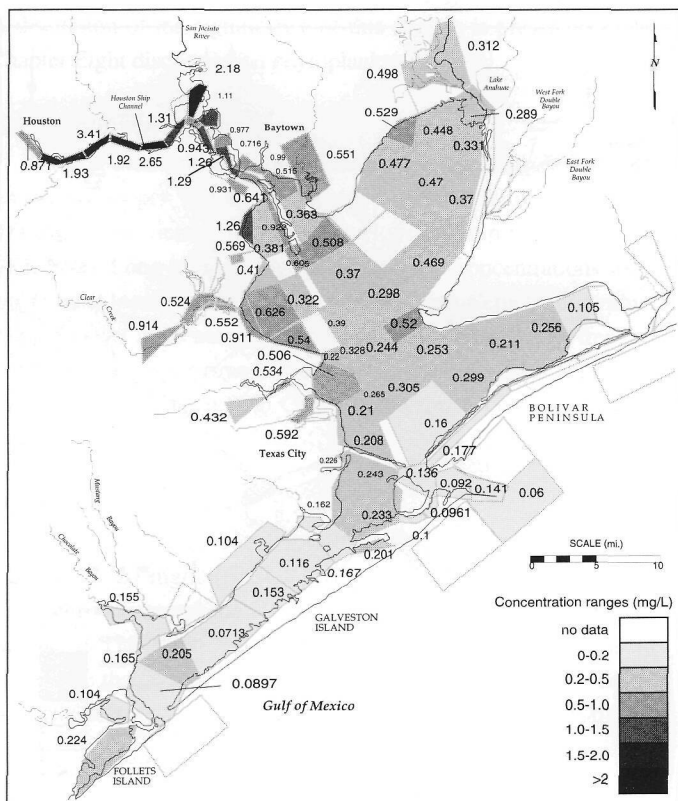 San Jacinto
River
0.312
2.18
0.498
Lake
Anahuac
Houston Ship
Channel
1.11
West Fork
Double
Bayou
N
Houston
1.31
0.529
0.289
3.41
0.943
0.977
Baytown
0.448
0.716
0.331
0.871
1.26
0.99
0.551
0.477
East Fork
Double
Bayou
1.93
1.92
2.65
1.29
0.515
0.47
0.931
0.641
0.37
0.363
1.26
0.922
0.569
0.381
0.508
0.605
0.469
0.41
0.37
Clear
Creek
0.524
0.322
0.298
0.626
0.105
0.552
0.256
0.914
0.911
0.54
0.39
0.52
0.211
0.506
0.22
0.328
0.244
0.253
0.534
0.299
0.265
0.305
0.432
0.21
0.16
BOLIVAR
PENINSULA
0.592
0.208
Texas City
0.177
0.226
0.136
0.243
0.092
0.141
0.06
Mustang
Bayou
0.162
0.233
0.0961
Chocolate
Bayou
0.104
0.1
SCALE (mi.)
0 5 10
0.201
0.116
0.167
0.155
0.153
GALVESTON
ISLAND
Concentration ranges (mg/L)
0.0713
no data
0.165
0.205
0-0.2
0.0897
0.2-0.5
0.104
Gulf of Mexico
0.5-1.0
0.224
1.0-1.5
1.5-2.0
FOLLETS
ISLAND
>2